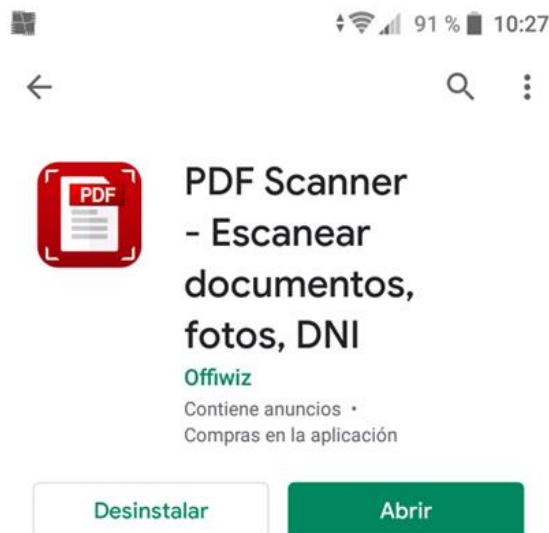 91 % 10:27
PDF
PDF Scanner
- Escanear
documentos,
fotos, DNI
Offiwiz
Contiene anuncios •
Compras en la aplicación
Desinstalar Abrir